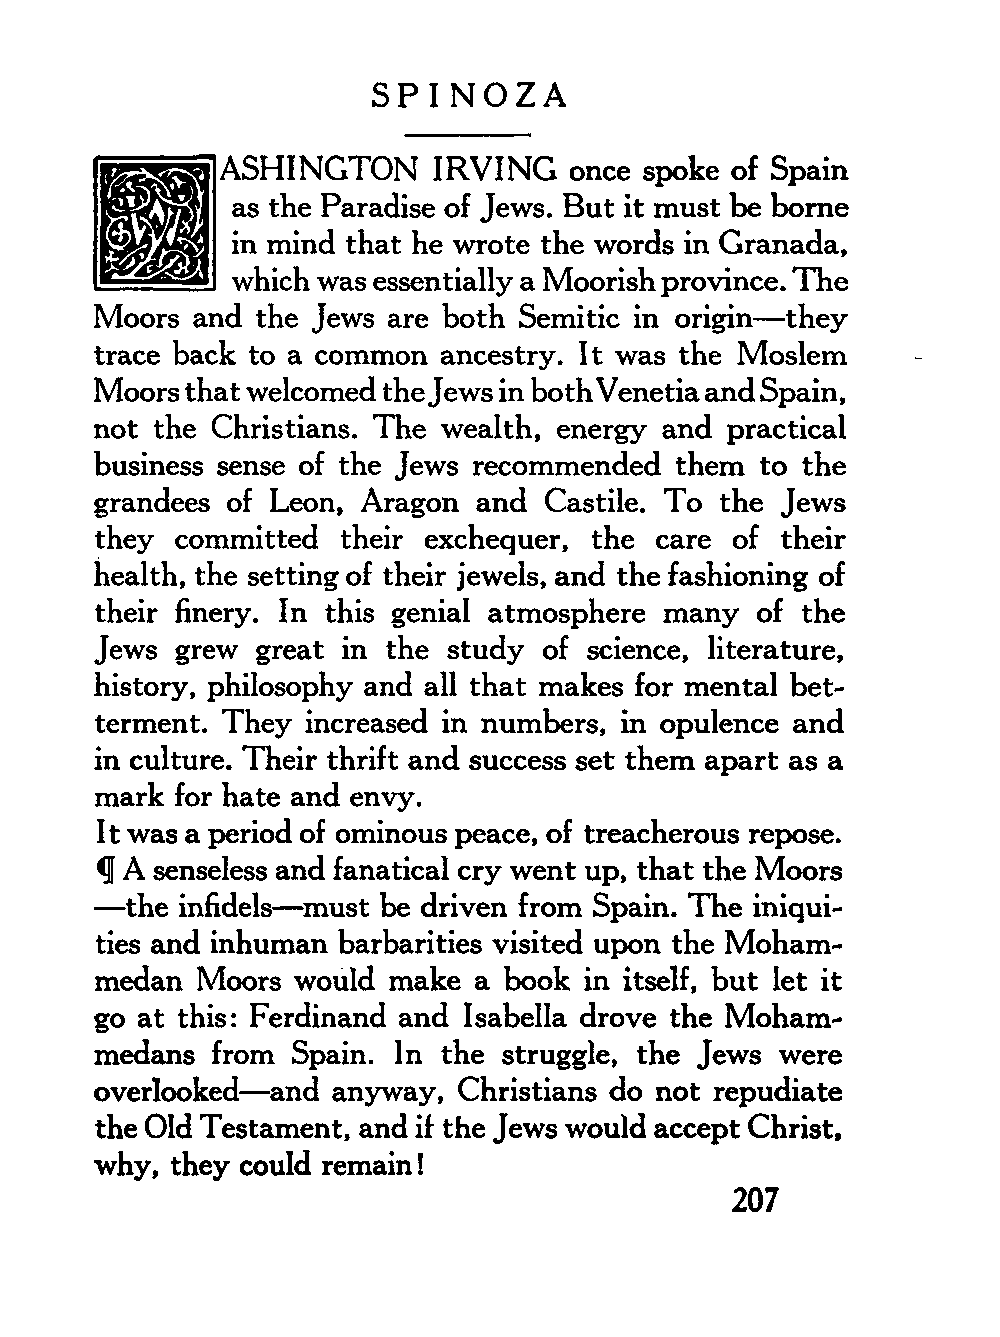 SPINOZA
WASHINGTON IRVING once spoke of Spain
as the Paradise of Jews. But it must be borne
in mind that he wrote the words in Granada,
which was essentially a Moorish province. The
Moors and the Jews are both Semitic in origin—they
trace back to a common ancestry. It was the Moslem
Moors that welcomed the Jews in both Venetia and Spain,
not the Christians. The wealth, energy and practical
business sense of the Jews recommended them to the
grandees of Leon, Aragon and Castile. To the Jews
they committed their exchequer, the care of their
health, the setting of their jewels, and the fashioning of
their finery. In this genial atmosphere many of the
Jews grew great in the study of science, literature,
history, philosophy and all that makes for mental bet-
terment. They increased in numbers, in opulence and
in culture. Their thrift and success set them apart as a
mark for hate and envy.
It was a period of ominous peace, of treacherous repose.
¶ A senseless and fanatical cry went up, that the Moors
—the infidels—must be driven from Spain. The iniqui-
ties and inhuman barbarities visited upon the Moham-
medan Moors would make a book in itself, but let it
go at this: Ferdinand and Isabella drove the Moham-
medans from Spain. In the struggle, the Jews were
overlooked—and anyway, Christians do not repudiate
the Old Testament, and if the Jews would accept Christ,
why, they could remain!
207